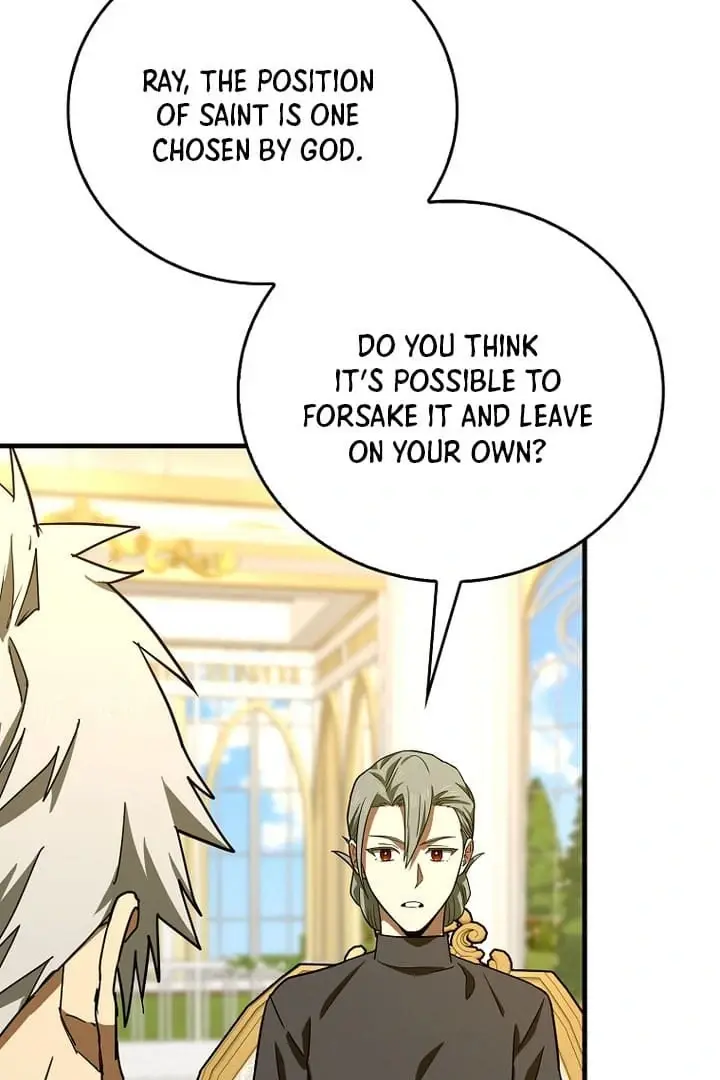 RAY, THE POSITION
OF SAINT IS ONE
CHOSEN BY GOD.
DO YOU THINK
IT'S POSSIBLE TO
FORSAKE IT AND LEAVE
ON YOUR OWN?